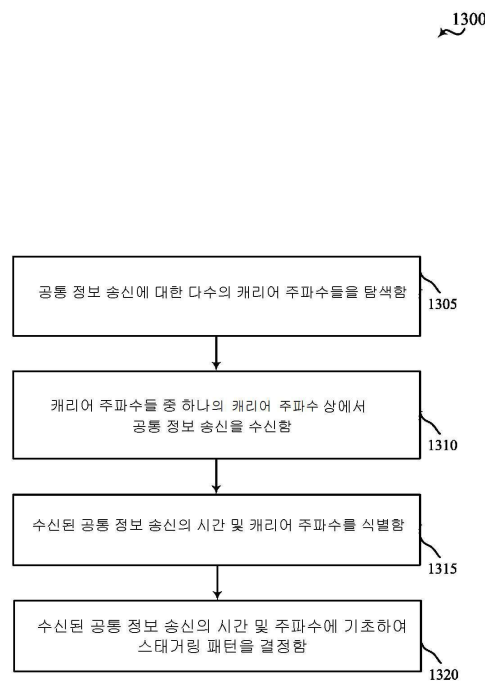 1300
공통 정보 송신에 대한 다수의 캐리어 주파수들을 탐색함
1305
캐리어 주파수들 중 하나의 캐리어 주파수 상에서
공통 정보 송신을 수신함
1310
수신된 공통 정보 송신의 시간 및 캐리어 주파수를 식별함
1315
수신된 공통 정보 송신의 시간 및 주파수에 기초하여
스태거링 패턴을 결정함
1320